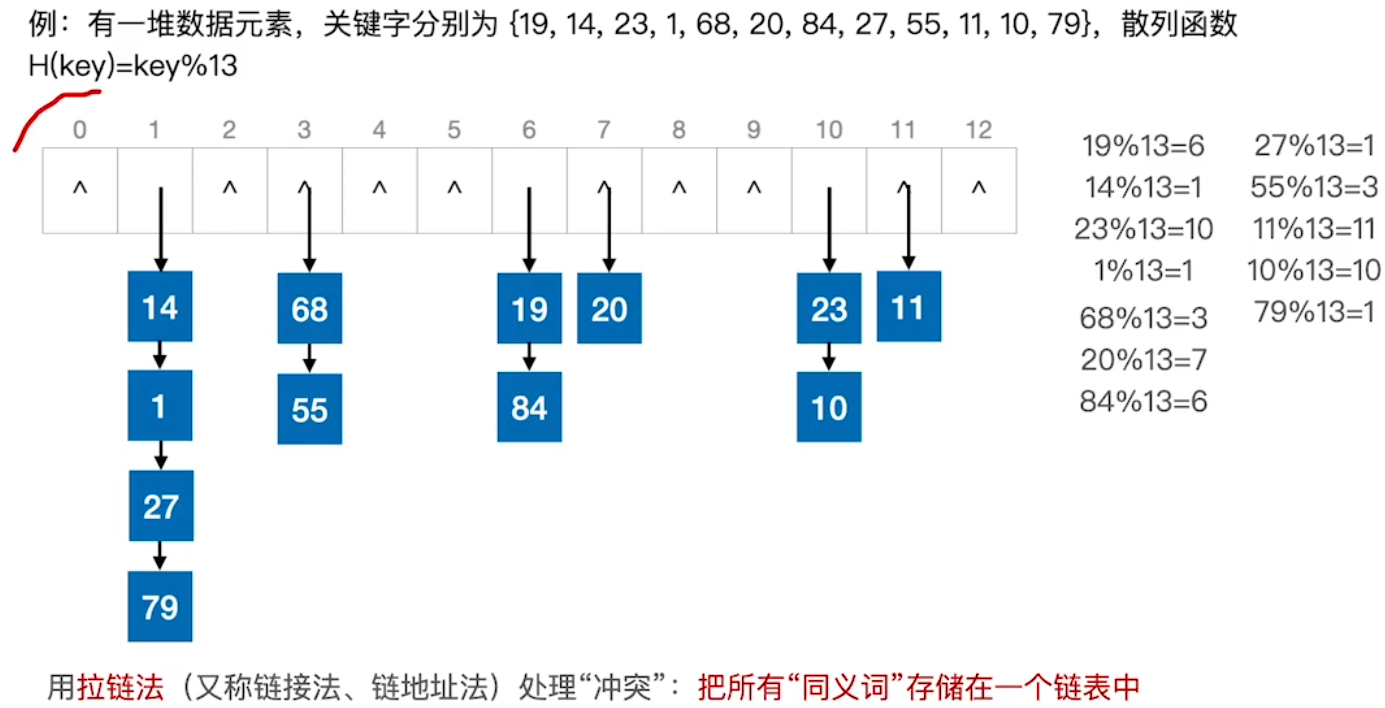 例：有一堆数据元素，关键字分别为 {19, 14, 23, 1, 68, 20, 84, 27, 55, 11, 10, 79}，散列函数
H(key)=key%13
0 1 2 3 4 5 6 7 8 9 10 11 12
^ ^ ^ ^ ^ ^ ^ ^ ^ ^
14 68 19 20 23 11
1 55 84 10
27
79
19%13=6 27%13=1
14%13=1 55%13=3
23%13=10 11%13=11
1%13=1 10%13=10
68%13=3 79%13=1
20%13=7
84%13=6
用拉链法（又称链接法、链地址法）处理“冲突”：把所有“同义词”存储在一个链表中